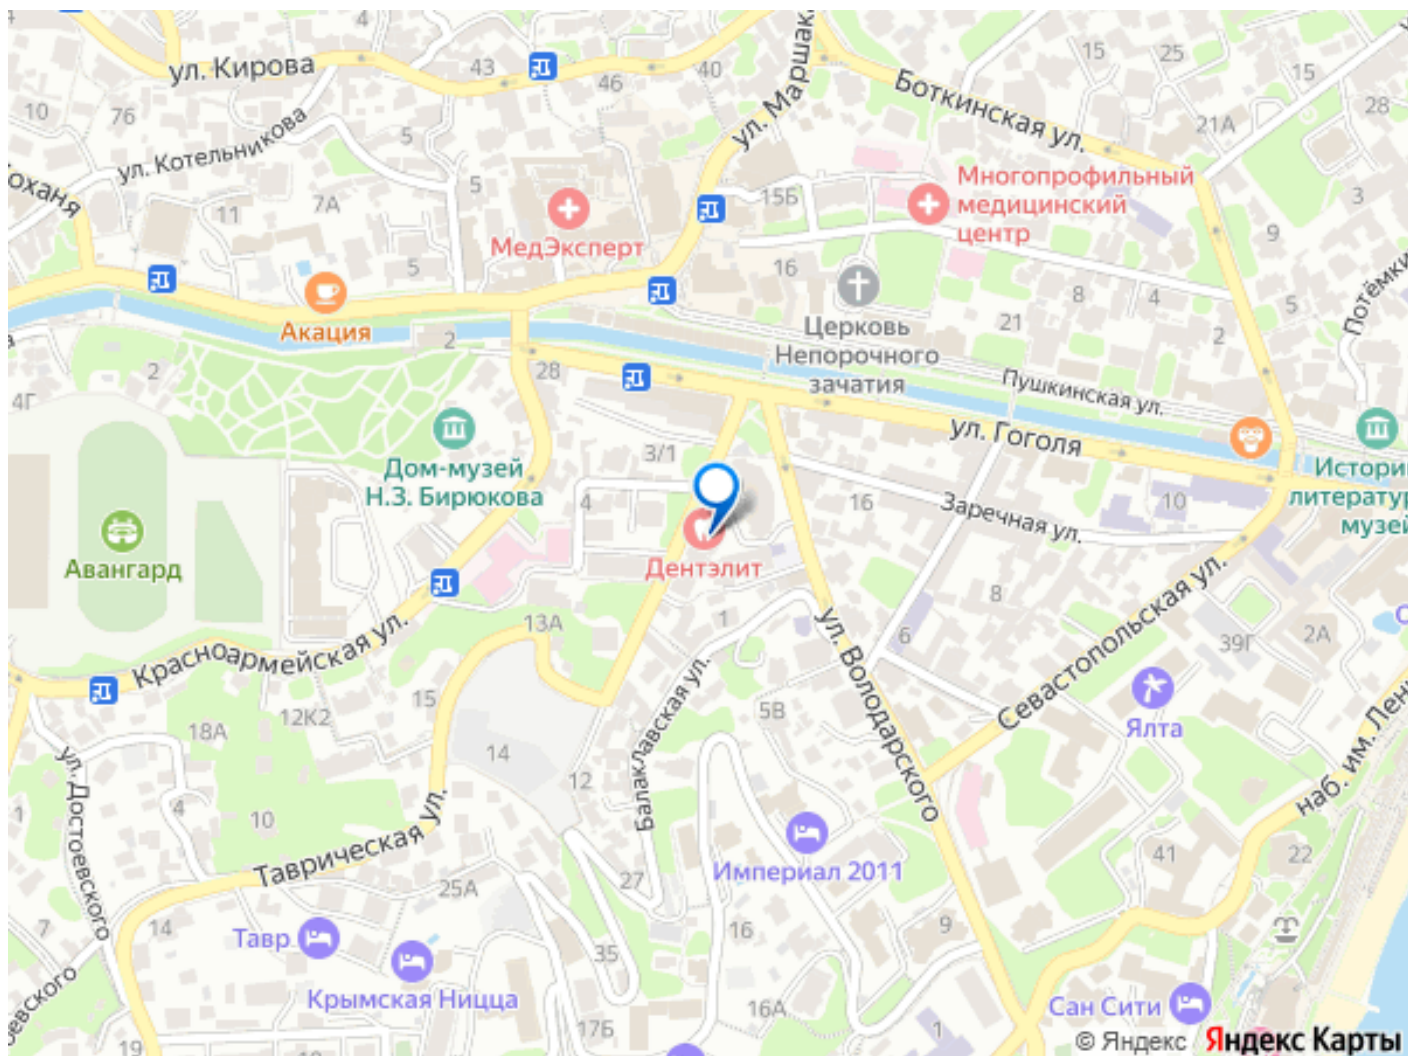 ул. Кирова
43
46
40
ул. Маршака
15
25
15
Боткинская ул.
28
21А
10
76
5
ул. Котельникова
5
7А
11
5
МедЭксперт
15Б
Многопрофильный
медицинский
центр
3
9
16
8
4
5
21
2
Потёмки
Акация
2
Церковь
Непорочного
зачатия
Пушкинская ул.
ул. Гоголя
28
2
4Г
3/1
Дом-музей
Н.З. Бирюкова
4
16
Заречная ул.
10
Истори
литератур
музей
Авангард
Дентэлит
13А
1
8
6
39Г
2А
Красноармейская ул.
ул. Володарского
Севастопольская ул.
15
12К2
18А
Балаклавская ул.
5В
Ялта
14
12
ул. Достоевского
4
1
10
Таврическая ул.
наб. им. Лени
Империал 2011
41
22
25А
27
7
14
Тавр
16
9
35
Крымская Ницца
16А
17Б
1
19
Сан Сити
© Яндекс Яндекс Карты